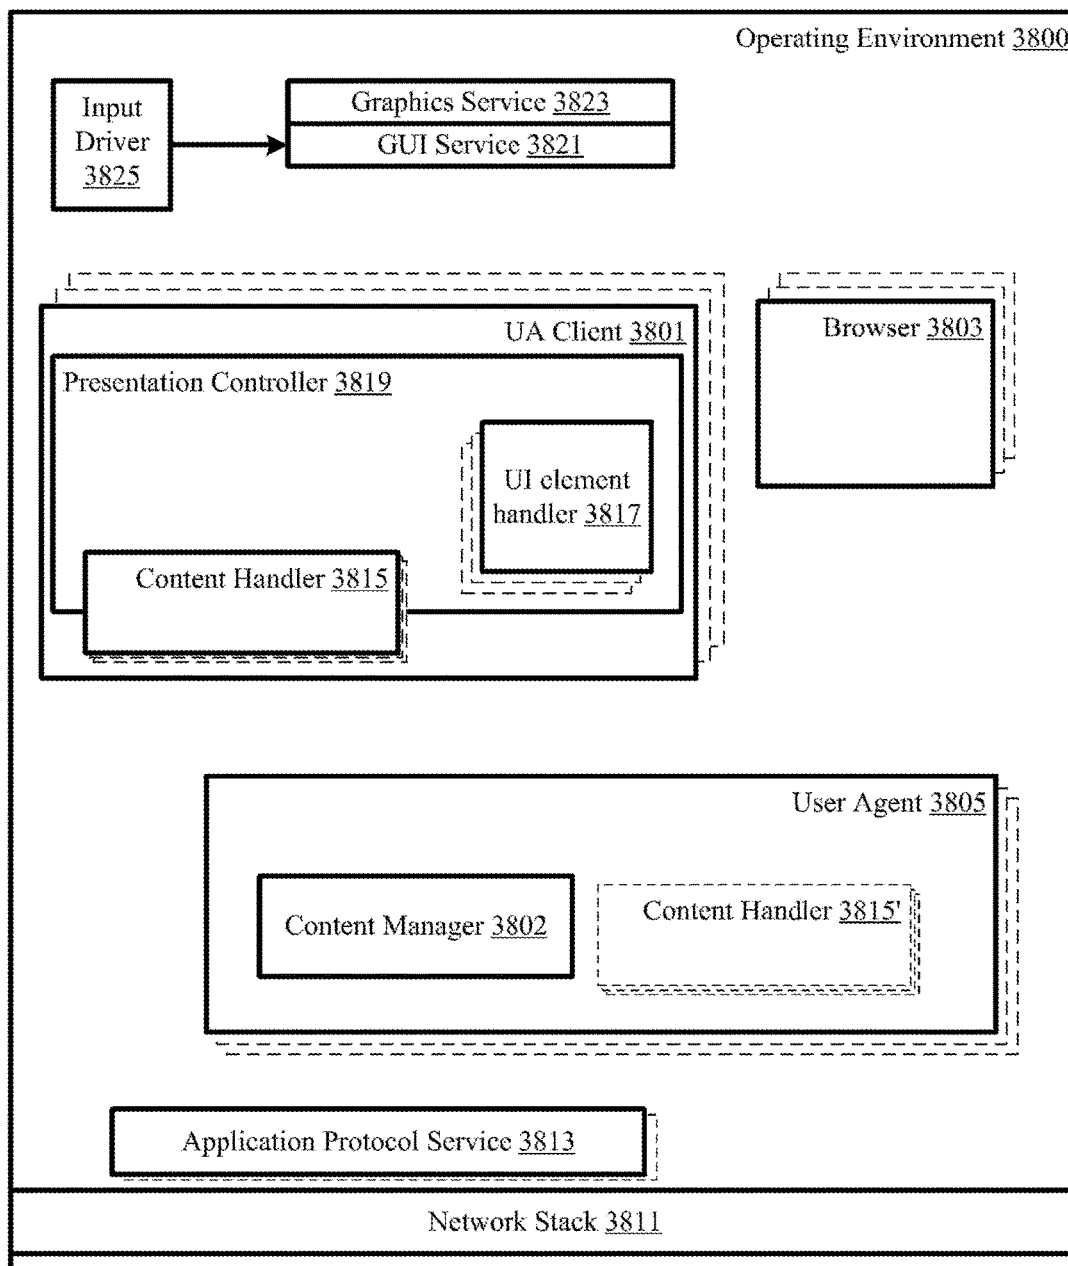 Operating Environment 3800
Input
Driver
3825
Graphics Service 3823
GUI Service 3821
UA Client 3801
Browser 3803
Presentation Controller 3819
UI element
handler 3817
Content Handler 3815
User Agent 3805
Content Manager 3802
Content Handler 3815'
Application Protocol Service 3813
Network Stack 3811